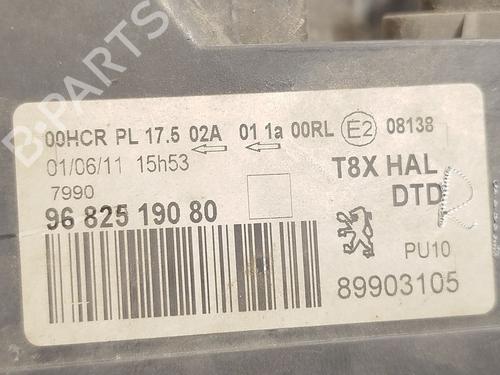 B-PARTS
00HCR PL 17.5 02A 01 1a 00RL E2 08138
01/06/11 15h53
7990
96 825 190 80
T8X HAL
DTD
R
PU10
89903105